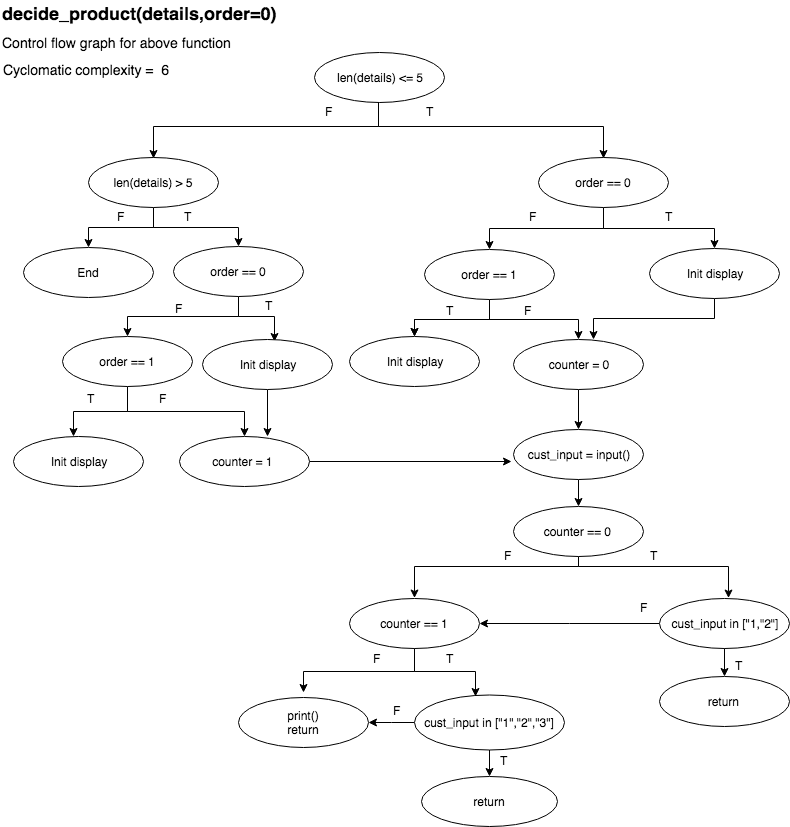 decide_product(details,order=0)
Control flow graph for above function
Cyclomatic complexity = 6
len(details) <= 5
F T
len(details) > 5
order == 0
F T
F T
End
order == 0
order == 1
Init display
F T
T F
order == 1
Init display
Init display
counter = 0
T F
Init display
counter = 1
cust_input = input()
counter == 0
F T
counter == 1
F
cust_input in ["1,"2"]
F T
T
print()
return
F
cust_input in ["1","2","3"]
return
T
return